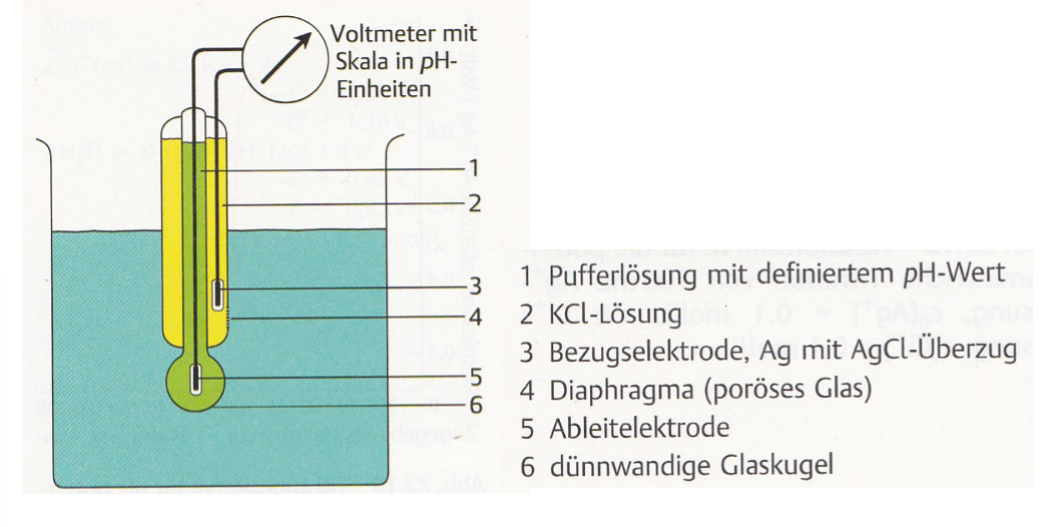 Voltmeter mit
Skala in pH-
Einheiten
1
2
3
4
5
6
1 Pufferlösung mit definiertem pH-Wert
2 KCl-Lösung
3 Bezugselektrode, Ag mit AgCl-Überzug
4 Diaphragma (poröses Glas)
5 Ableitelektrode
6 dünnwandige Glaskugel